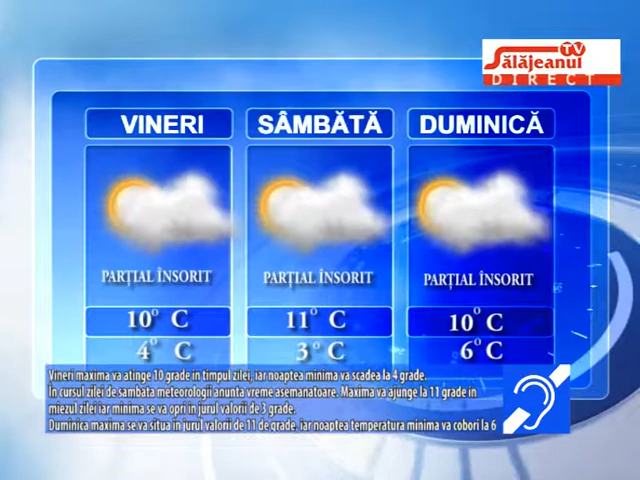 Sălăjeanul TV
DIRECT
VINERI SÂMBĂTĂ DUMINICĂ
PARȚIAL ÎNSORIT PARȚIAL ÎNSORIT PARȚIAL ÎNSORIT
10° C 11° C 10° C
4° C 3° C 6° C
Vineri maxima va atinge 10 grade in timpul zilei, iar noaptea minima va scadea la 4 grade.
În cursul zilei de sambata meteorologii anunta vreme asemanatoare. Maxima va ajunge la 11 grade in
miezul zilei iar minima se va opri in jurul valorii de 3 grade.
Duminica maxima se va situa in jurul valorii de 11 de grade, iar noaptea temperatura minima va cobori la 6